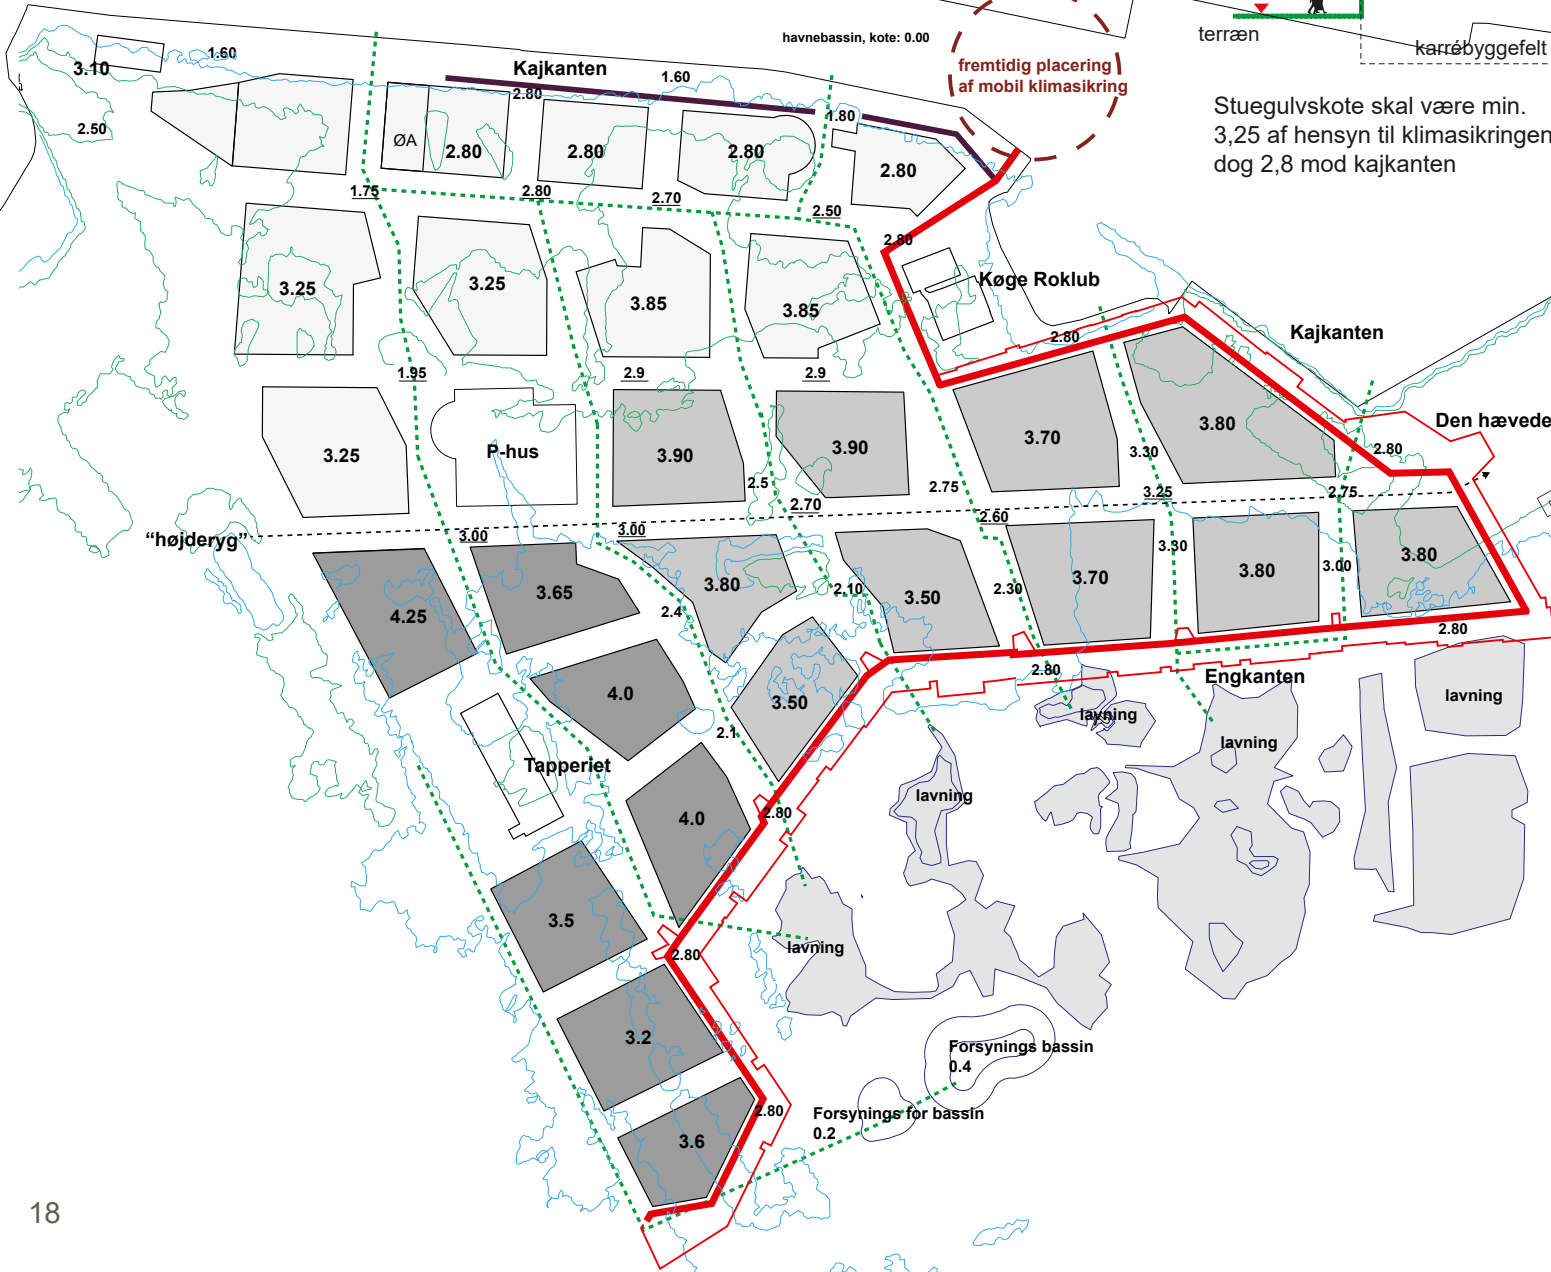 havnebassin, kote: 0.00
terræn
karrébyggefelt
1.60
3.10
Kajkanten
1.60
fremtidig placering
af mobil klimasikring
2.80
2.50
1.80
Stuegulvskote skal være min.
3,25 af hensyn til klimasikringen
dog 2,8 mod kajkanten
ØA
2.80
2.80
2.80
2.80
1.75
2.80
2.70
2.50
2.80
3.25
3.25
3.85
3.85
Køge Roklub
2.80
Kajkanten
1.95
2.9
2.9
3.25
P-hus
3.90
3.90
3.70
3.80
Den hævede
3.30
2.80
2.5
2.75
2.70
3.25
2.75
"højderyg"
3.00
3.00
2.60
4.25
3.65
3.80
2.10
3.50
2.30
3.70
3.30
3.80
3.00
3.80
2.4
2.80
4.0
3.50
2.80
Engkanten
lavning
lavning
2.1
lavning
Tapperiet
lavning
4.0
2.80
3.5
2.80
lavning
3.2
Forsynings bassin
0.4
2.80
Forsynings for bassin
0.2
3.6
18